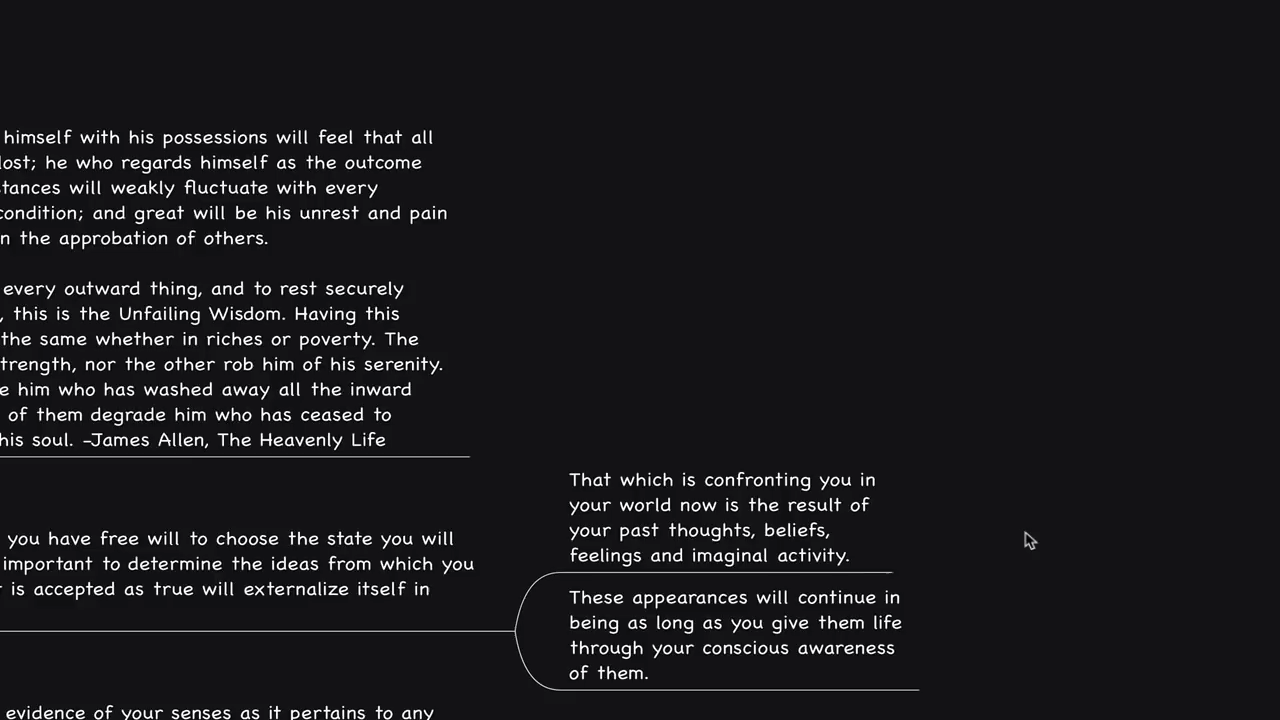 himself with his possessions will feel that all
lost; he who regards himself as the outcome
stances will weakly fluctuate with every
condition; and great will be his unrest and pain
n the approbation of others.
every outward thing, and to rest securely
, this is the Unfailing Wisdom. Having this
the same whether in riches or poverty. The
trength, nor the other rob him of his serenity.
e him who has washed away all the inward
of them degrade him who has ceased to
his soul. –James Allen, The Heavenly Life
you have free will to choose the state you will
important to determine the ideas from which you
t is accepted as true will externalize itself in
That which is confronting you in
your world now is the result of
your past thoughts, beliefs,
feelings and imaginal activity.
These appearances will continue in
being as long as you give them life
through your conscious awareness
of them.
evidence of your senses as it pertains to any